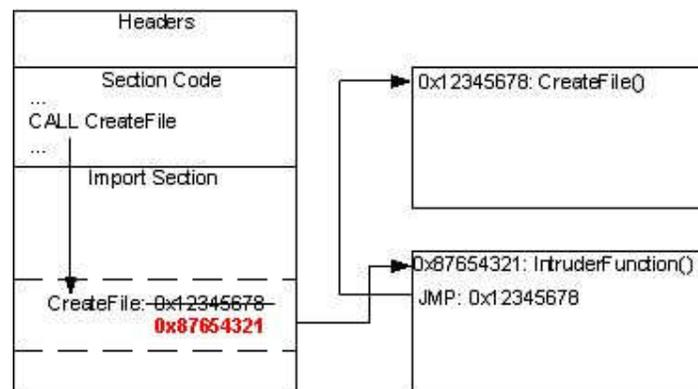 Headers
Section Code
...
CALL CreateFile
...
Import Section
CreateFile: 0x12345678
0x87654321
0x12345678: CreateFile()
0x87654321: IntruderFunction()
JMP: 0x12345678